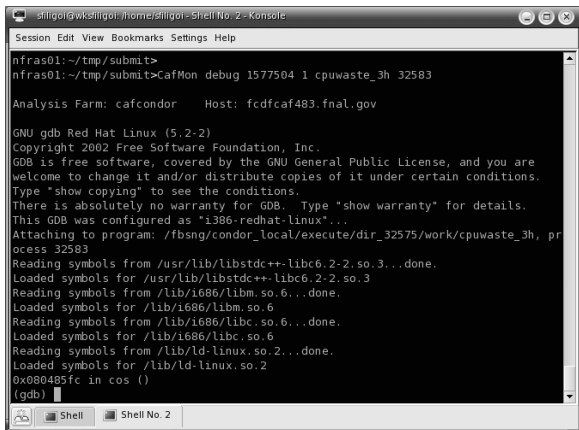 sfiligoi@wksfiligoi: /home/sfiligoi - Shell No. 2 - Konsole
Session Edit View Bookmarks Settings Help
nfras01:~/tmp/submit>
nfras01:~/tmp/submit>CafMon debug 1577504 1 cpuwaste_3h 32583
Analysis Farm: cafcondor    Host: fcdfcaf483.fnal.gov
GNU gdb Red Hat Linux (5.2-2)
Copyright 2002 Free Software Foundation, Inc.
GDB is free software, covered by the GNU General Public License, and you are
welcome to change it and/or distribute copies of it under certain conditions.
Type "show copying" to see the conditions.
There is absolutely no warranty for GDB.  Type "show warranty" for details.
This GDB was configured as "i386-redhat-linux"...
Attaching to program: /fbsng/condor_local/execute/dir_32575/work/cpuwaste_3h, pr
ocess 32583
Reading symbols from /usr/lib/libstdc++-libc6.2-2.so.3...done.
Loaded symbols for /usr/lib/libstdc++-libc6.2-2.so.3
Reading symbols from /lib/i686/libm.so.6...done.
Loaded symbols for /lib/i686/libm.so.6
Reading symbols from /lib/i686/libc.so.6...done.
Loaded symbols for /lib/i686/libc.so.6
Reading symbols from /lib/ld-linux.so.2...done.
Loaded symbols for /lib/ld-linux.so.2
0x080485fc in cos ()
(gdb)
Shell Shell No. 2